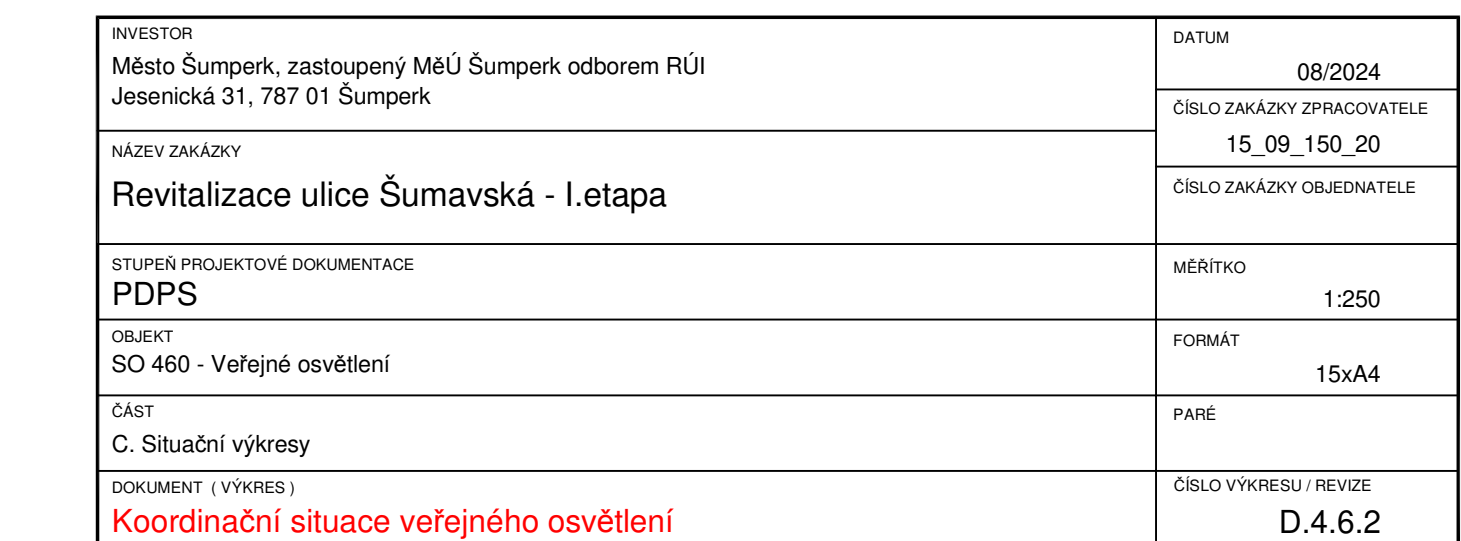 INVESTOR
Město Šumperk, zastoupený MěÚ Šumperk odborem RÚI
Jesenická 31, 787 01 Šumperk
DATUM
08/2024
ČÍSLO ZAKÁZKY ZPRACOVATELE
15_09_150_20
NÁZEV ZAKÁZKY
Revitalizace ulice Šumavská - I.etapa
ČÍSLO ZAKÁZKY OBJEDNATELE
STUPEŇ PROJEKTOVÉ DOKUMENTACE
PDPS
MĚŘÍTKO
1:250
OBJEKT
SO 460 - Veřejné osvětlení
FORMÁT
15xA4
ČÁST
C. Situační výkresy
PARÉ
DOKUMENT ( VÝKRES )
Koordinační situace veřejného osvětlení
ČÍSLO VÝKRESU / REVIZE
D.4.6.2